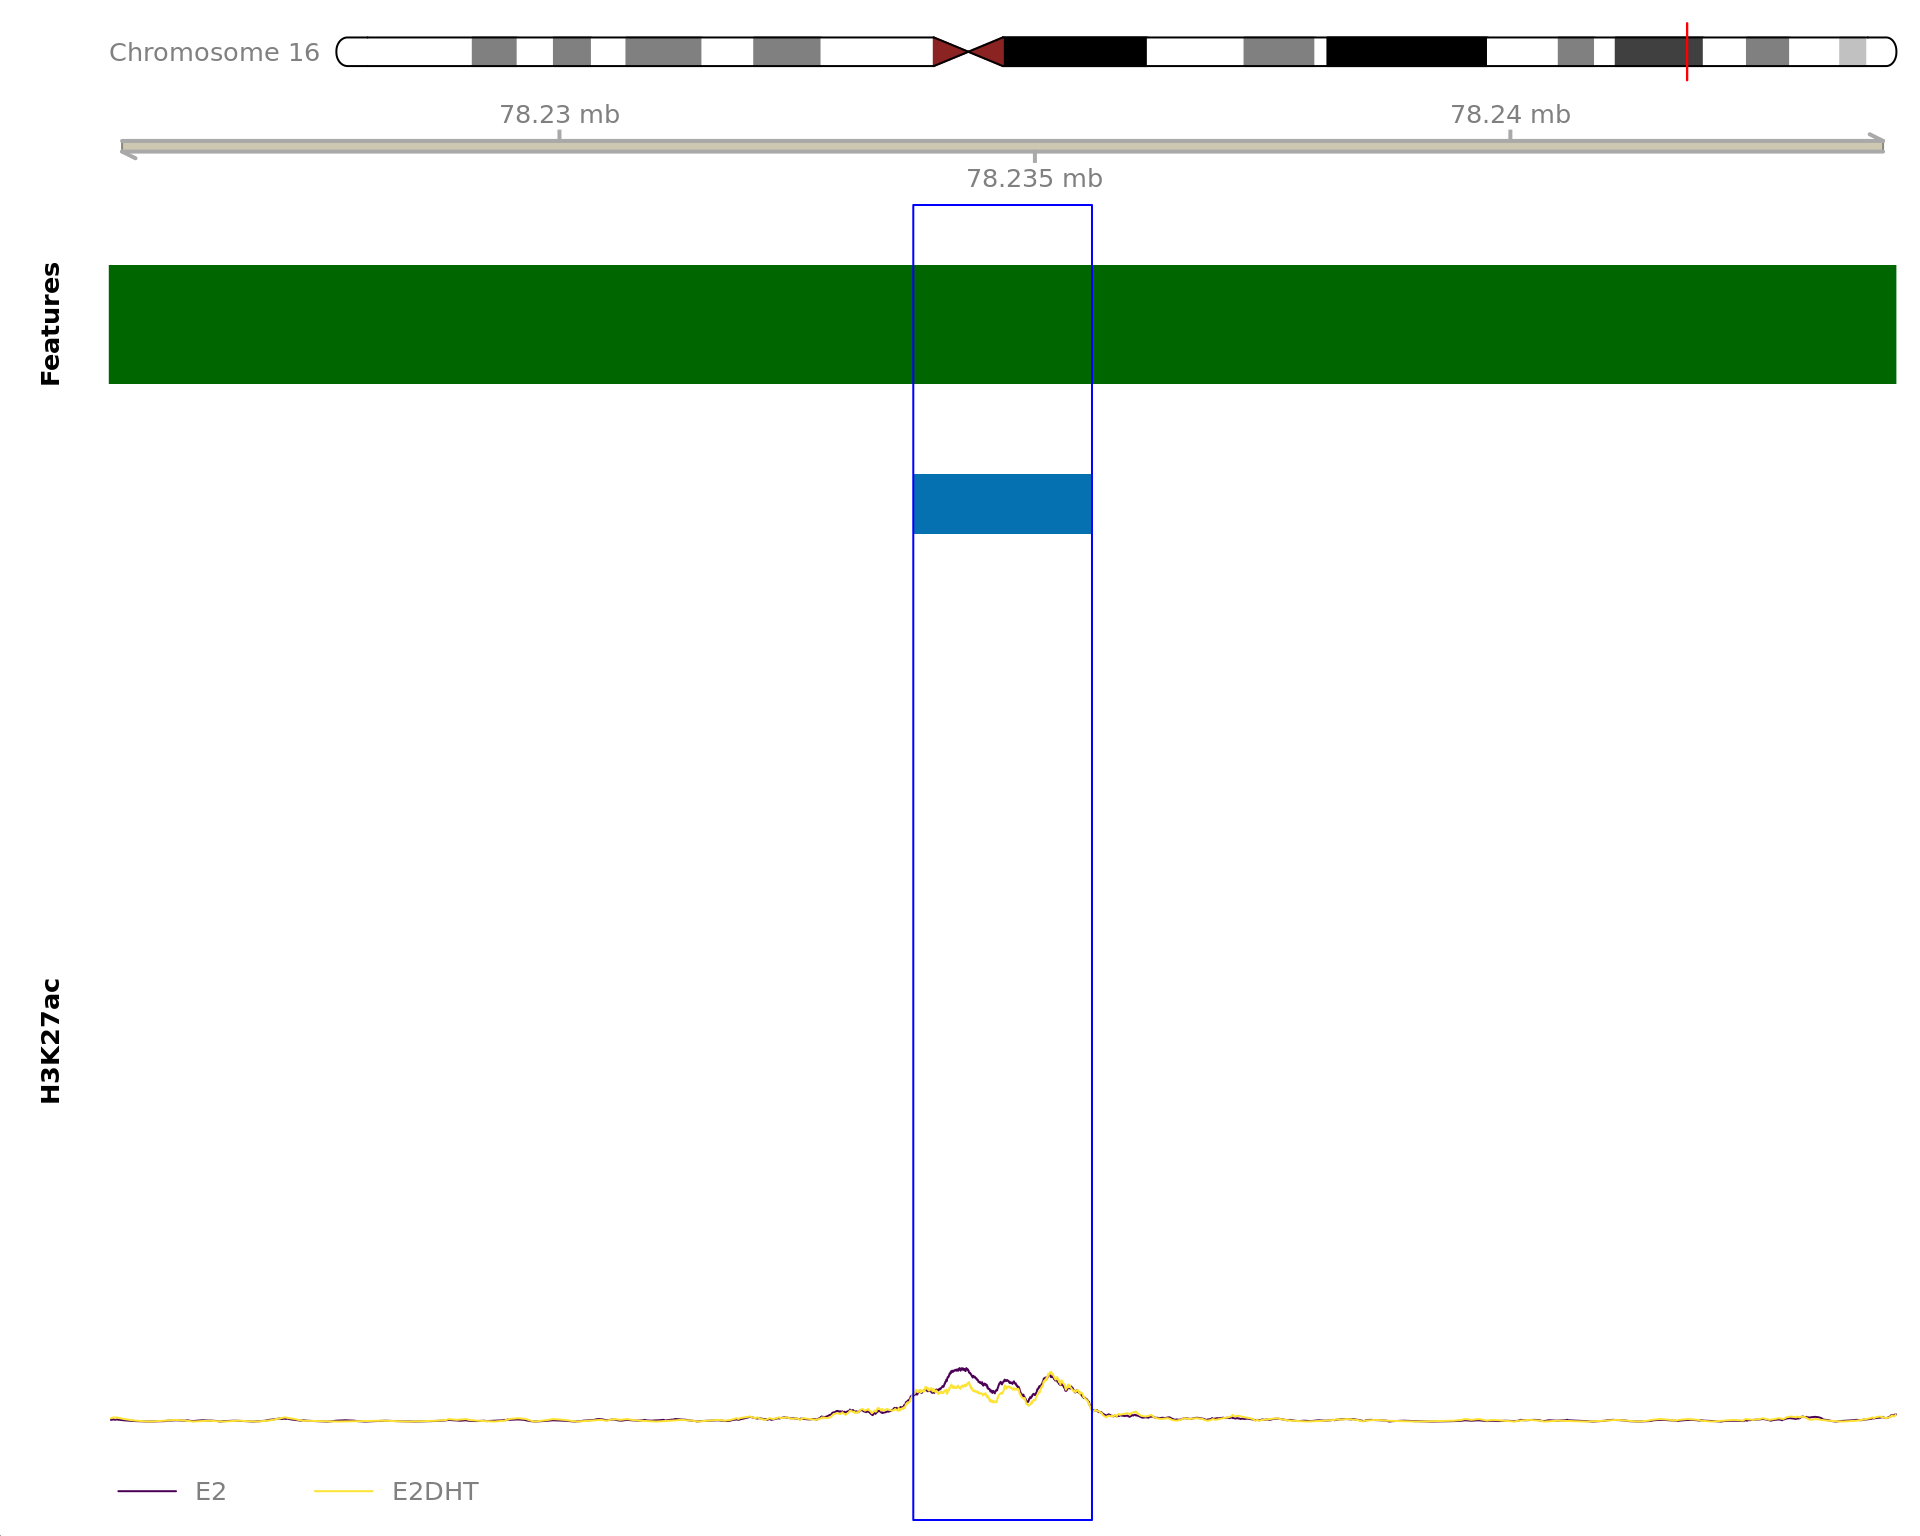 Chromosome 16
78.23 mb
78.24 mb
78.235 mb
Features
H3K27ac
E2
E2DHT